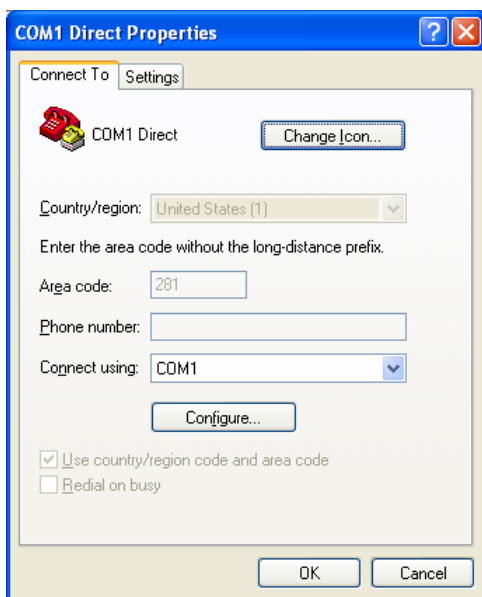 COM1 Direct Properties
Connect To Settings
COM1 Direct Change Icon...
Country/region: United States (1)
Enter the area code without the long-distance prefix.
Area code: 281
Phone number:
Connect using: COM1
Configure...
Use country/region code and area code
Redial on busy
OK Cancel